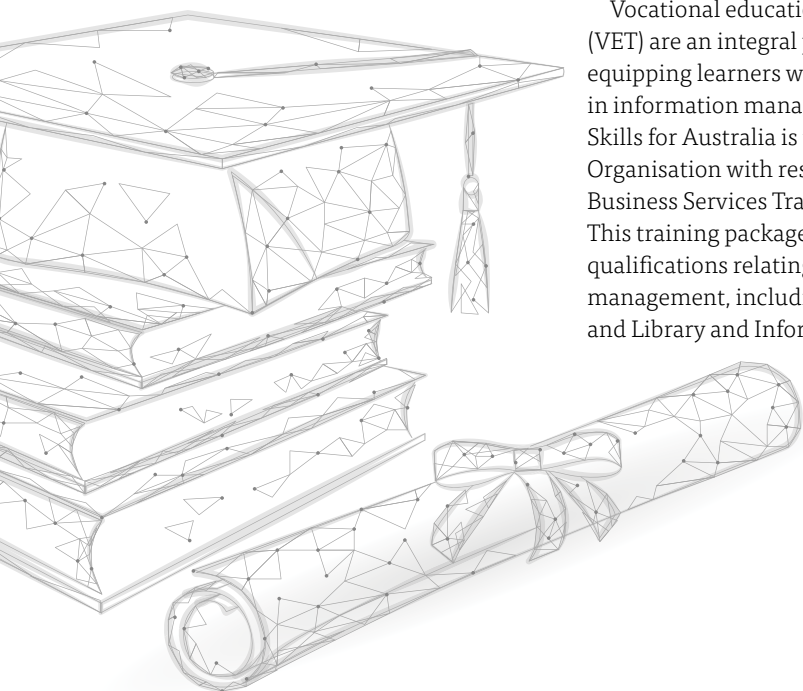 Vocational educati
(VET) are an integral
equipping learners w
in information mana
Skills for Australia is
Organisation with res
Business Services Tra
This training package
qualifications relating
management, includi
and Library and Infor